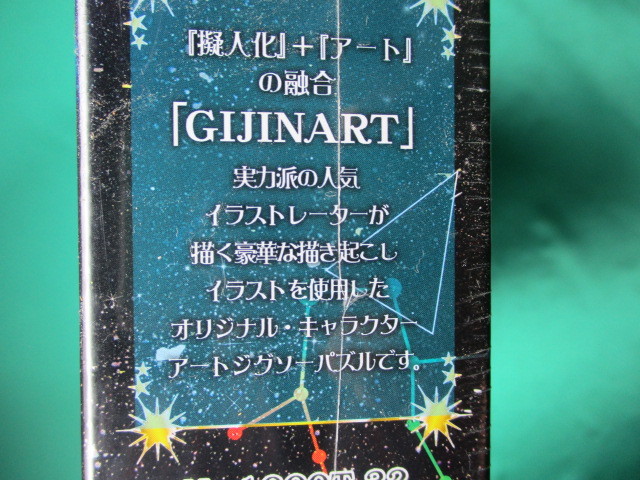 『擬人化』+『アート』
の融合
「GIJINART」
実力派の人気
イラストレーターが
描く豪華な描き起こし
イラストを使用した
オリジナル・キャラクター
アートジグソーパズルです。